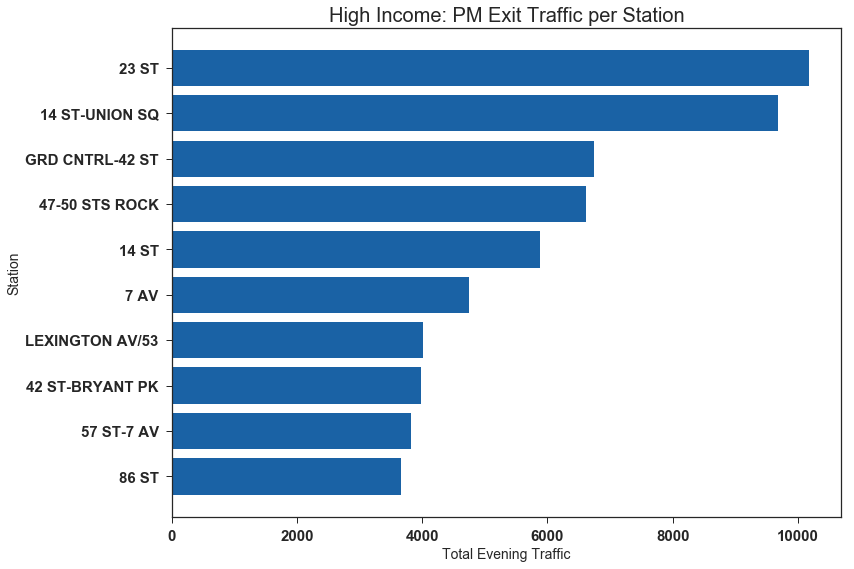 High Income: PM Exit Traffic per Station
Station
23 ST
14 ST-UNION SQ
GRD CNTRL-42 ST
47-50 STS ROCK
14 ST
7 AV
LEXINGTON AV/53
42 ST-BRYANT PK
57 ST-7 AV
86 ST
0 2000 4000 6000 8000 10000
Total Evening Traffic